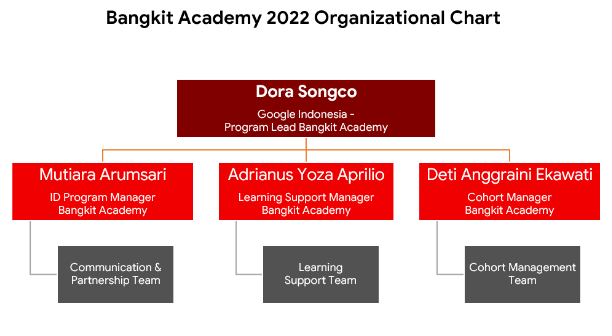 Bangkit Academy 2022 Organizational Chart
Dora Songco
Google Indonesia -
Program Lead Bangkit Academy
Mutiara Arumsari
ID Program Manager
Bangkit Academy
Adrianus Yoza Aprilio
Learning Support Manager
Bangkit Academy
Deti Anggraini Ekawati
Cohort Manager
Bangkit Academy
Communication &
Partnership Team
Learning
Support Team
Cohort Management
Team